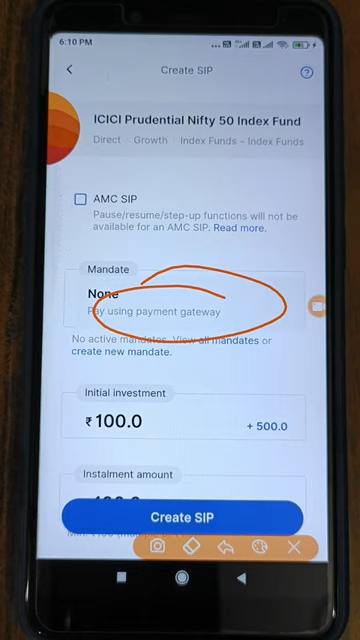 6:10 PM
Create SIP
ICICI Prudential Nifty 50 Index Fund
Direct Growth Index Funds - Index Funds
AMC SIP
Pause/resume/step-up functions will not be
available for an AMC SIP. Read more.
Mandate
None
Pay using payment gateway
No active mandates. View all mandates or
create new mandate.
Initial investment
₹ 100.0
+ 500.0
Instalment amount
Create SIP